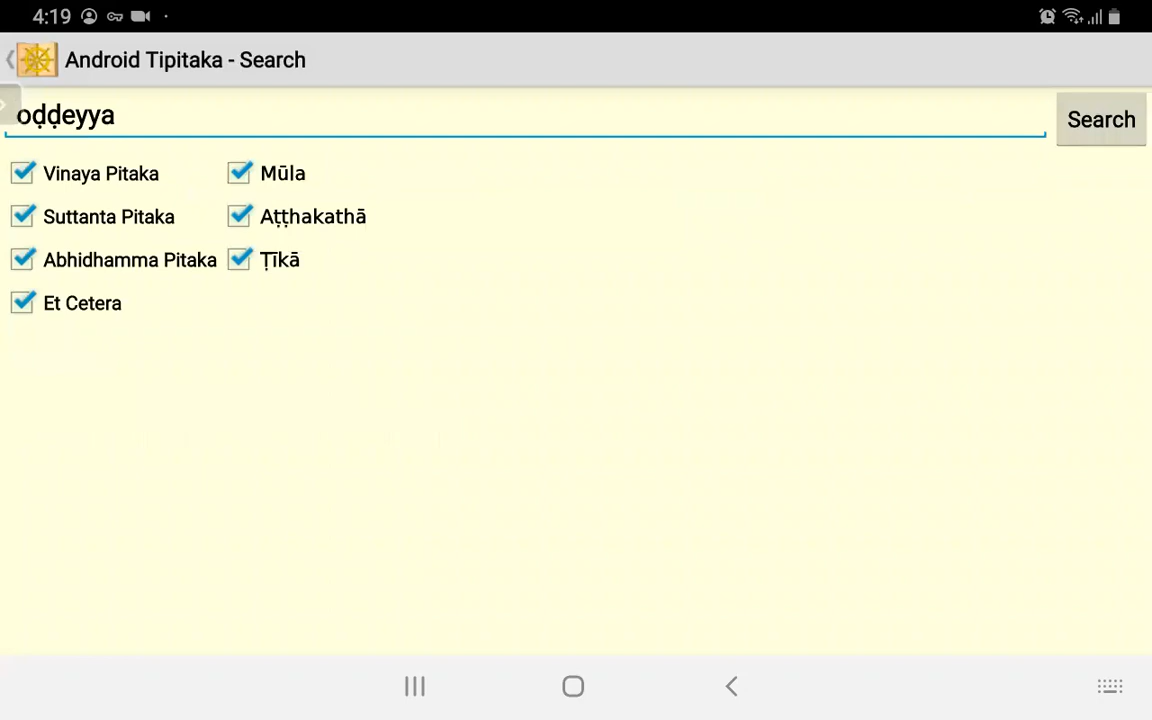 4:19
Android Tipitaka - Search
oḍḍeyya
Search
Vinaya Pitaka
Mūla
Suttanta Pitaka
Aṭṭhakathā
Abhidhamma Pitaka
Ṭīkā
Et Cetera